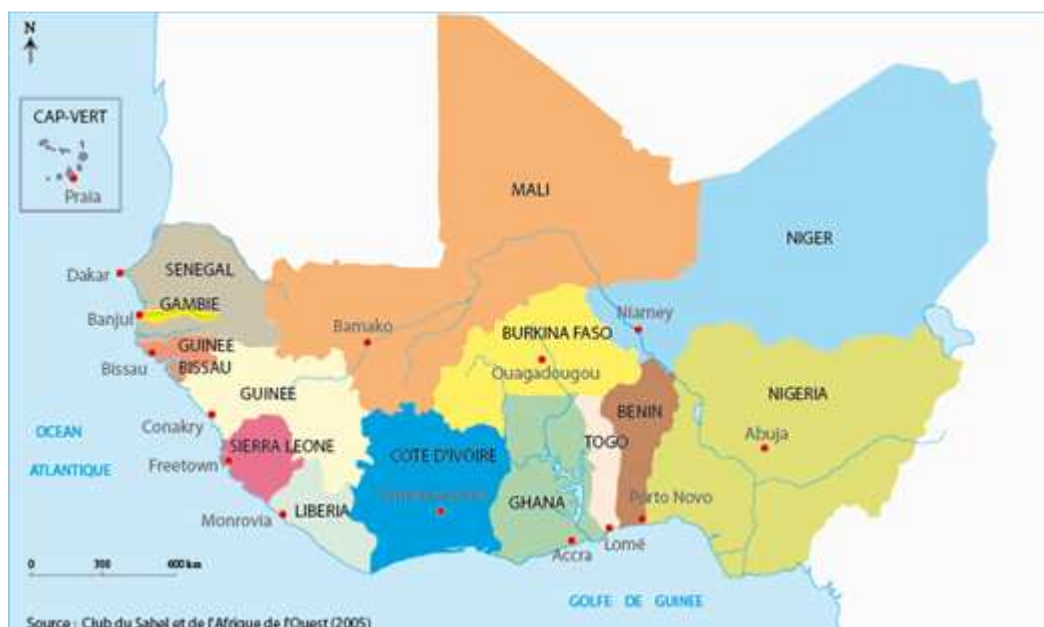 N
CAP-VERT
Praia
MALI
NIGER
SENEGAL
Dakar
GAMBIE
Banjul
Niamey
Bamako
BURKINA FASO
GUINEE
BISSAU
Bissau
Ouagadougou
GUINEE
NIGERIA
BENIN
Conakry
OCEAN
ATLANTIQUE
SIERRA LEONE
COTE D'IVOIRE
TOGO
Abuja
Freetown
GHANA
Porto Novo
LIBERIA
Monrovia
Lomé
Accra
0 300 600 km
GOLFE DE GUINEE
Source : Club du Sahel et de l'Afrique de l'Ouest (2005)